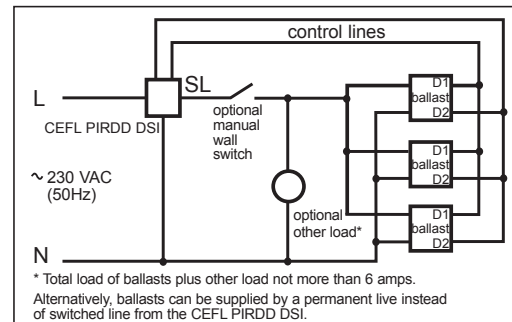 control lines
L
SL
CEFL PIRDD DSI
optional
manual
wall
switch
D1
ballast
D2
D1
ballast
D2
D1
ballast
D2
~ 230 VAC
(50Hz)
optional
other load*
N
* Total load of ballasts plus other load not more than 6 amps.
Alternatively, ballasts can be supplied by a permanent live instead
of switched line from the CEFL PIRDD DSI.